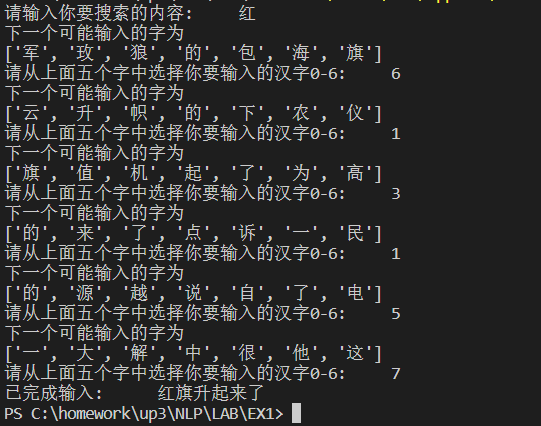 请输入你要搜索的内容:     红
下一个可能输入的字为
['军', '玫', '狼', '的', '包', '海', '旗']
请从上面五个字中选择你要输入的汉字0-6:     6
下一个可能输入的字为
['云', '升', '帜', '的', '下', '农', '仪']
请从上面五个字中选择你要输入的汉字0-6:     1
下一个可能输入的字为
['旗', '值', '机', '起', '了', '为', '高']
请从上面五个字中选择你要输入的汉字0-6:     3
下一个可能输入的字为
['的', '来', '了', '点', '诉', '一', '民']
请从上面五个字中选择你要输入的汉字0-6:     1
下一个可能输入的字为
['的', '源', '越', '说', '自', '了', '电']
请从上面五个字中选择你要输入的汉字0-6:     5
下一个可能输入的字为
['一', '大', '解', '中', '很', '他', '这']
请从上面五个字中选择你要输入的汉字0-6:     7
已完成输入:      红旗升起来了
PS C:\homework\up3\NLP\LAB\EX1>